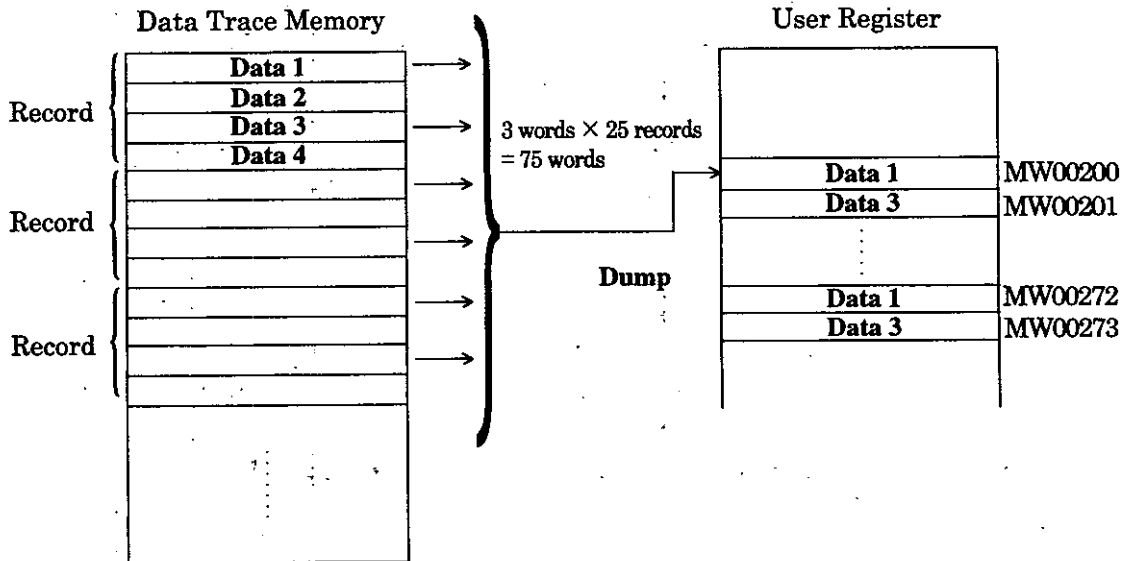 Data Trace Memory
User Register
Record
Data 1
Data 2
Data 3
Data 4
Record
Record
3 words × 25 records
= 75 words
Dump
Data 1 MW00200
Data 3 MW00201
Data 1 MW00272
Data 3 MW00273